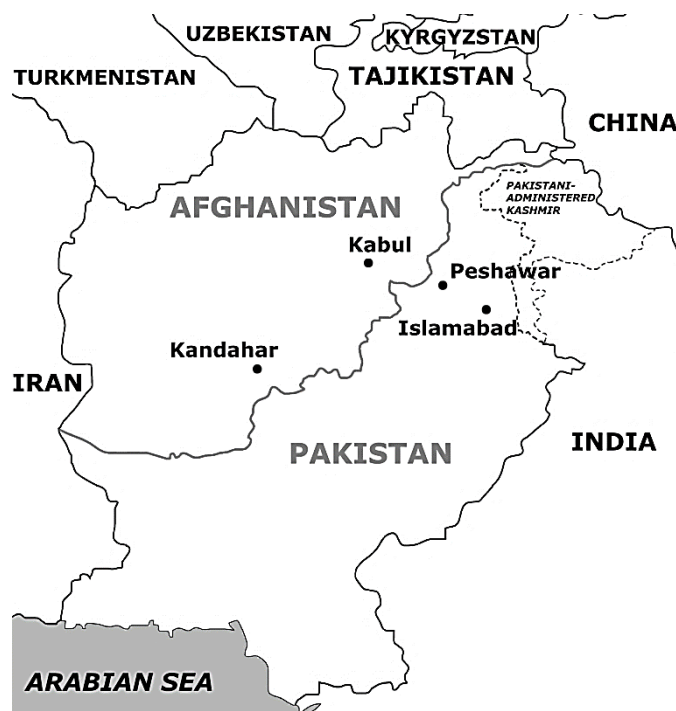 UZBEKISTAN
KYRGYZSTAN
TURKMENISTAN
TAJIKISTAN
CHINA
PAKISTANI-
ADMINISTERED
KASHMIR
AFGHANISTAN
Kabul
Peshawar
Islamabad
Kandahar
IRAN
INDIA
PAKISTAN
ARABIAN SEA